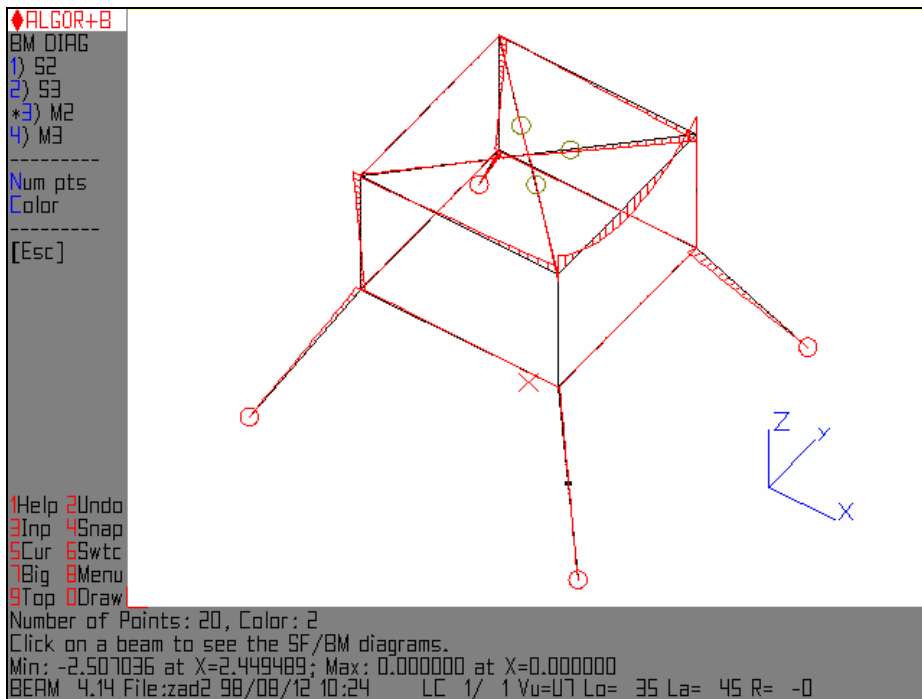 ♦ALGOR+B
BM DIAG
1) S2
2) S3
*3) M2
4) M3
---------
Num pts
Color
---------
[Esc]
Z
y
X
1Help 2Undo
3Inp 4Snap
5Cur 6Swtc
7Big 8Menu
9Top 0Draw
Number of Points: 20, Color: 2
Click on a beam to see the SF/BM diagrams.
Min: -2.507036 at X=2.449489; Max: 0.000000 at X=0.000000
BEAM 4.14 File:zad2 98/08/12 10:24 LC 1/ 1 Vu=U7 Lo= 35 La= 45 R= -0